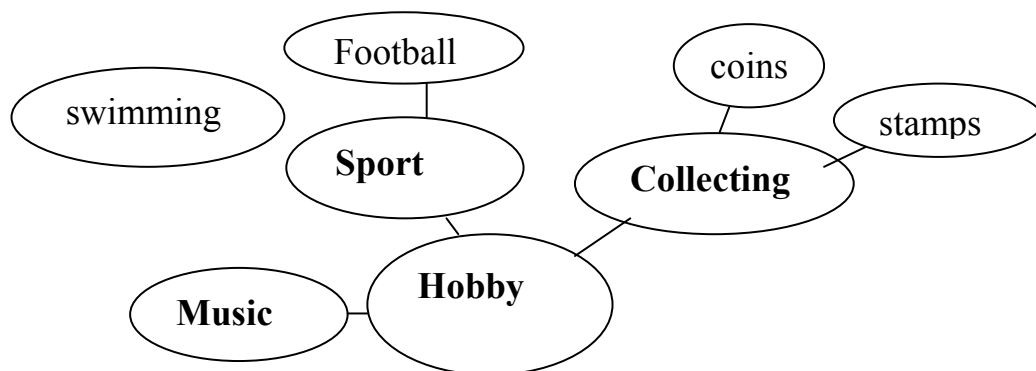 Football
coins
swimming
stamps
Sport
Collecting
Hobby
Music